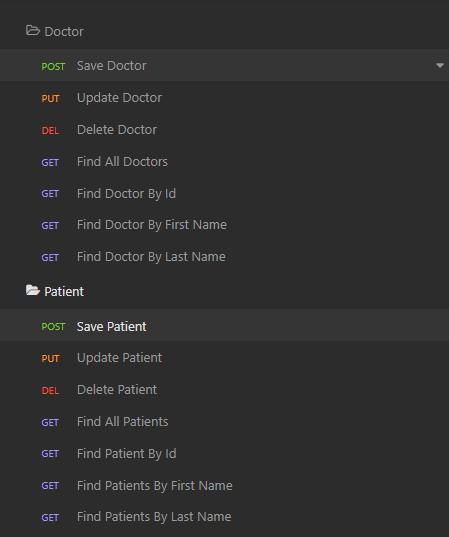 Doctor
POST Save Doctor
PUT Update Doctor
DEL Delete Doctor
GET Find All Doctors
GET Find Doctor By Id
GET Find Doctor By First Name
GET Find Doctor By Last Name
Patient
POST Save Patient
PUT Update Patient
DEL Delete Patient
GET Find All Patients
GET Find Patient By Id
GET Find Patients By First Name
GET Find Patients By Last Name